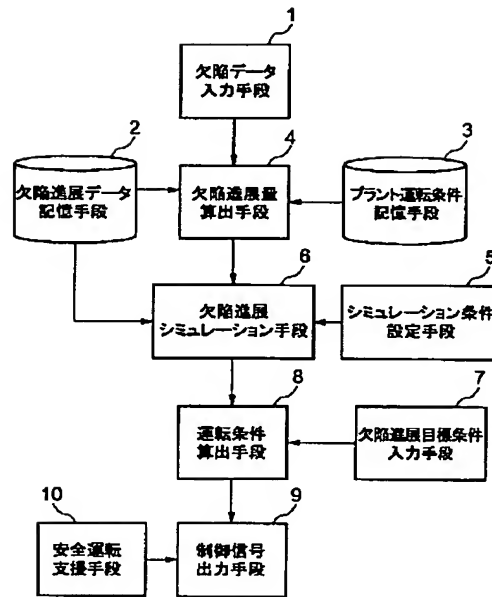 1
欠陥データ
入力手段
2
欠陥進展データ
記憶手段
4
欠陥進展量
算出手段
3
プラント運転条件
記憶手段
6
欠陥進展
シミュレーション手段
5
シミュレーション条件
設定手段
8
運転条件
算出手段
7
欠陥進展目標条件
入力手段
10
安全運転
支援手段
9
制御信号
出力手段